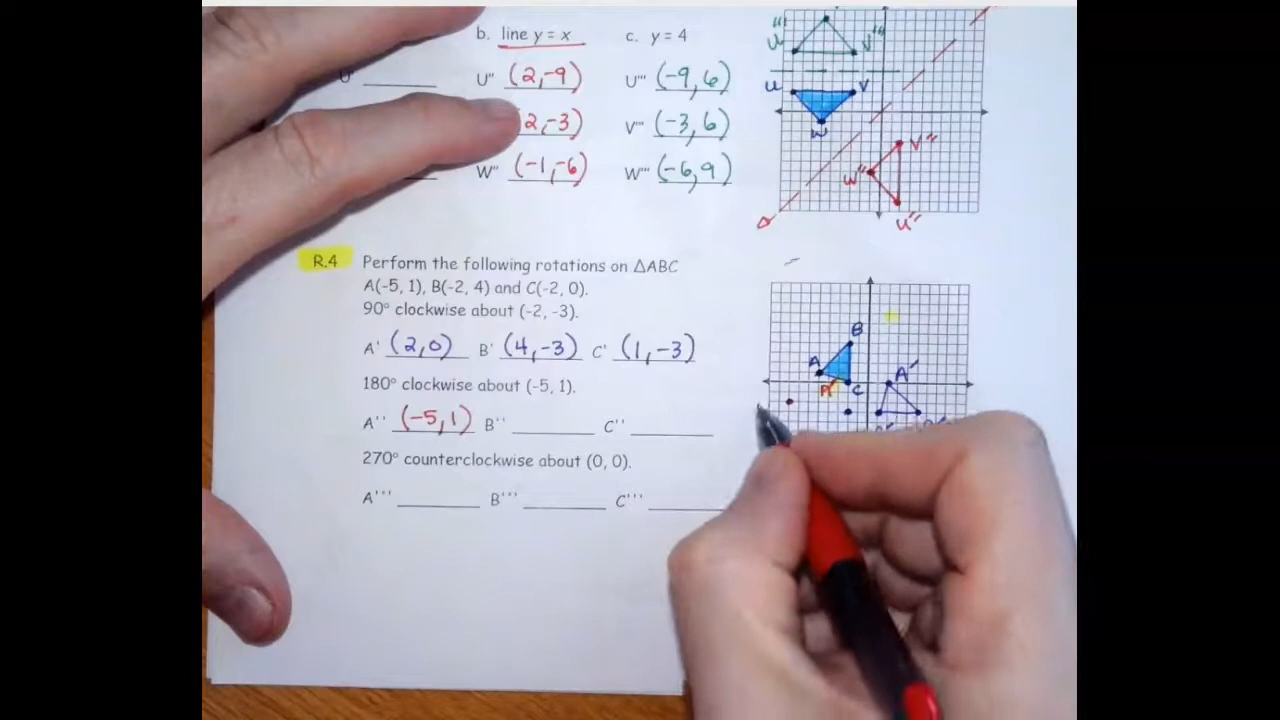 b. line y = x c. y = 4
U' U'' (2,-9) U''' (-9,6)
2,-3) V''' (-3,6)
W'' (-1,-6) W''' (-6,9)
U'' V'''
U V
W
V''
W''
U''
R.4 Perform the following rotations on △ABC
A(-5, 1), B(-2, 4) and C(-2, 0).
90° clockwise about (-2, -3).
A' (2,0) B' (4,-3) C' (1,-3)
180° clockwise about (-5, 1).
A'' (-5,1) B'' C''
270° counterclockwise about (0, 0).
A''' B''' C'''
B
A A'
A' C